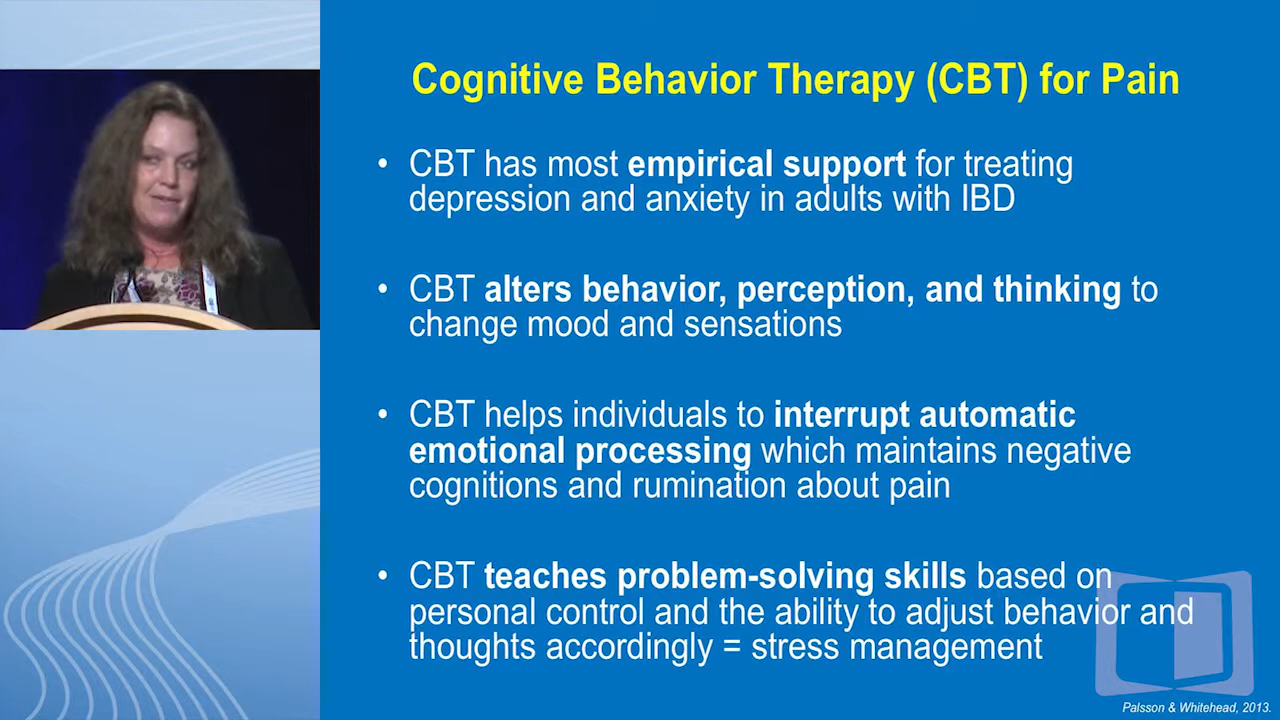 Cognitive Behavior Therapy (CBT) for Pain
• CBT has most empirical support for treating
depression and anxiety in adults with IBD
• CBT alters behavior, perception, and thinking to
change mood and sensations
• CBT helps individuals to interrupt automatic
emotional processing which maintains negative
cognitions and rumination about pain
• CBT teaches problem-solving skills based on
personal control and the ability to adjust behavior and
thoughts accordingly = stress management
Palsson & Whitehead, 2013.